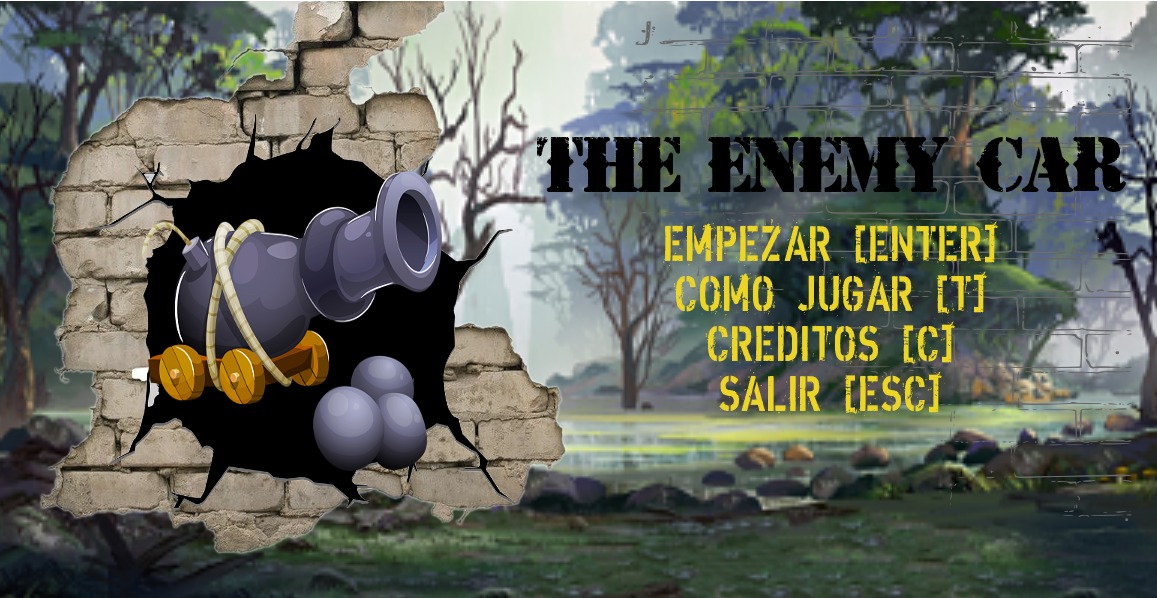 THE ENEMY CAR
EMPEZAR [ENTER]
COMO JUGAR [T]
CREDITOS [C]
SALIR [ESC]